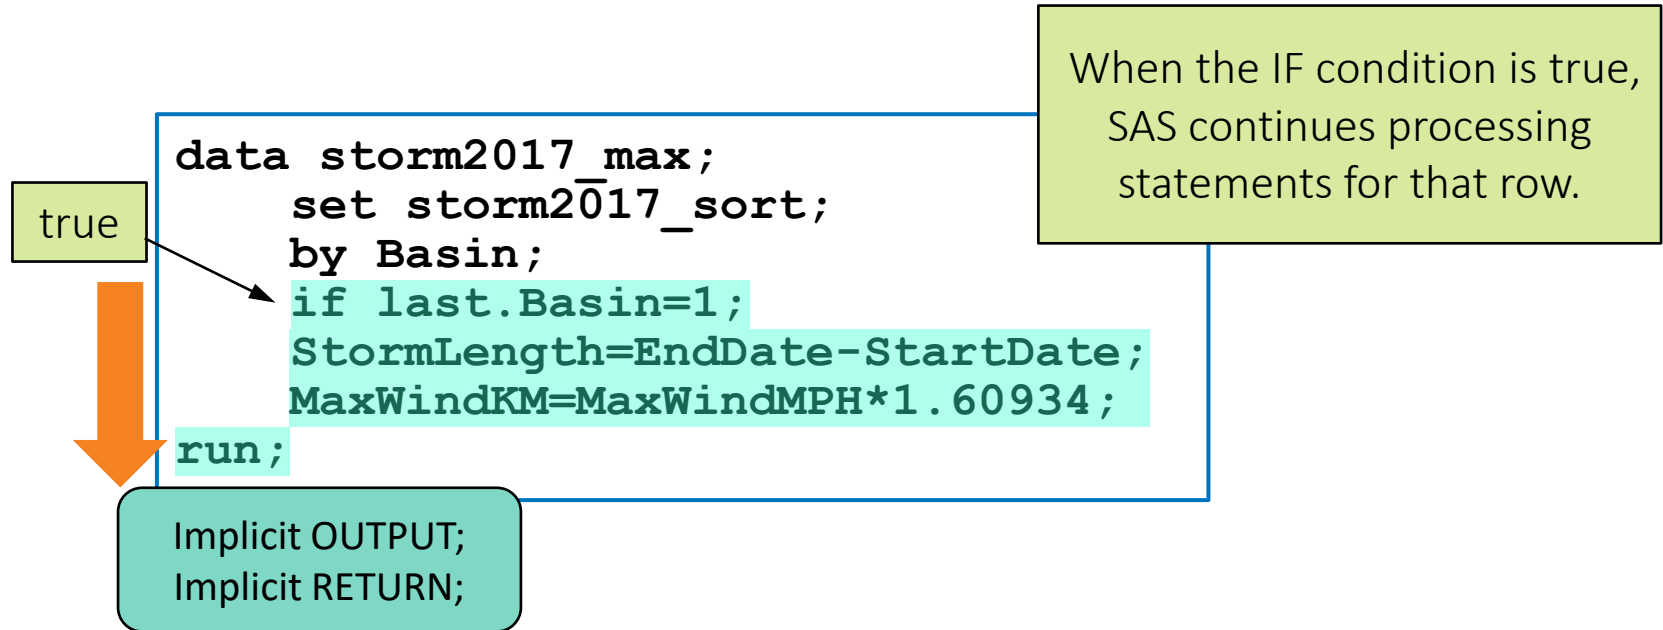 When the IF condition is true,
SAS continues processing
statements for that row.
data storm2017_max;
set storm2017_sort;
by Basin;
true
if last.Basin=1;
StormLength=EndDate-StartDate;
MaxWindKM=MaxWindMPH*1.60934;
run;
Implicit OUTPUT;
Implicit RETURN;